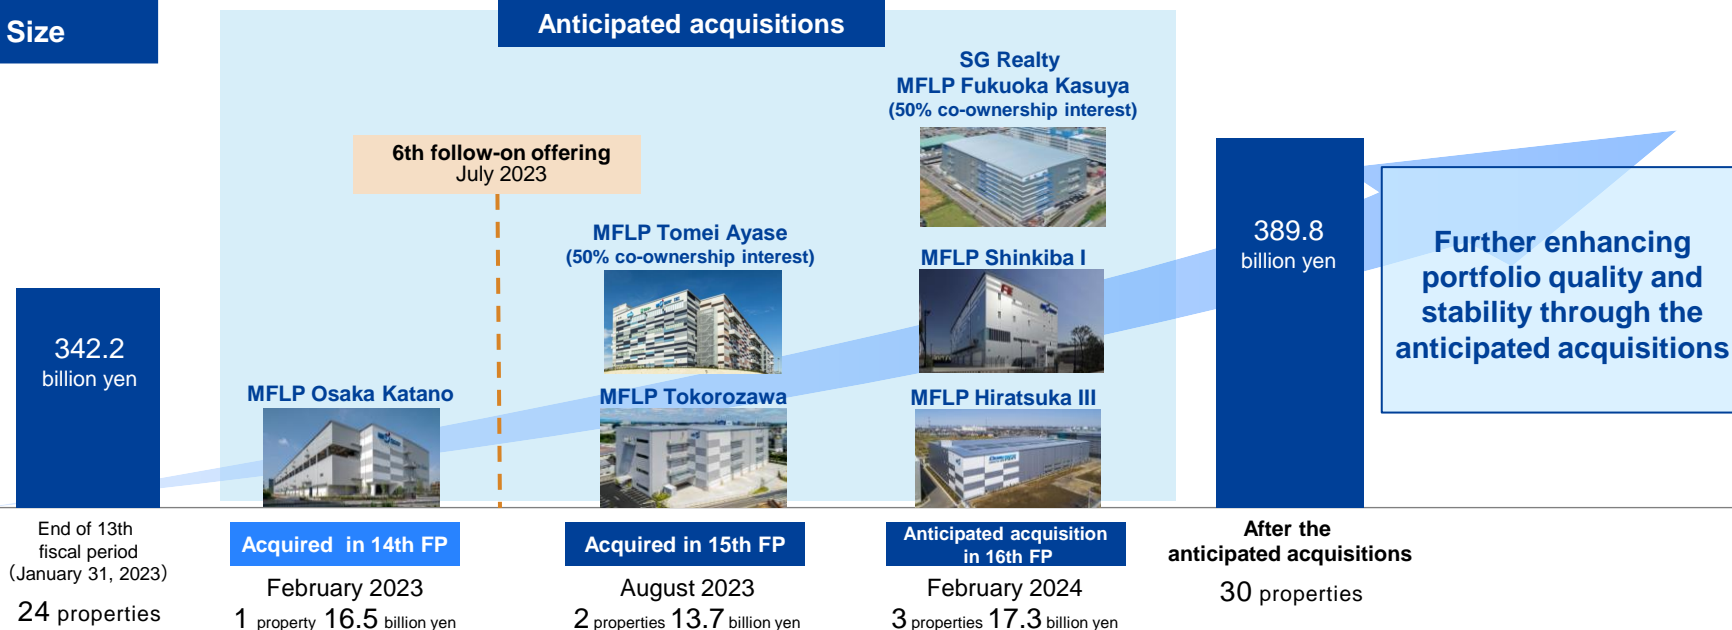 Size
Anticipated acquisitions
SG Realty
MFLP Fukuoka Kasuya
(50% co-ownership interest)
6th follow-on offering
July 2023
MFLP Tomei Ayase
(50% co-ownership interest)
MFLP Shinkiba I
389.8
billion yen
Further enhancing
portfolio quality and
stability through the
anticipated acquisitions
342.2
billion yen
MFLP Osaka Katano
MFLP Tokorozawa
MFLP Hiratsuka III
End of 13th
fiscal period
(January 31, 2023)
24 properties
Acquired in 14th FP
February 2023
1 property 16.5 billion yen
Acquired in 15th FP
August 2023
2 properties 13.7 billion yen
Anticipated acquisition
in 16th FP
February 2024
3 properties 17.3 billion yen
After the
anticipated acquisitions
30 properties